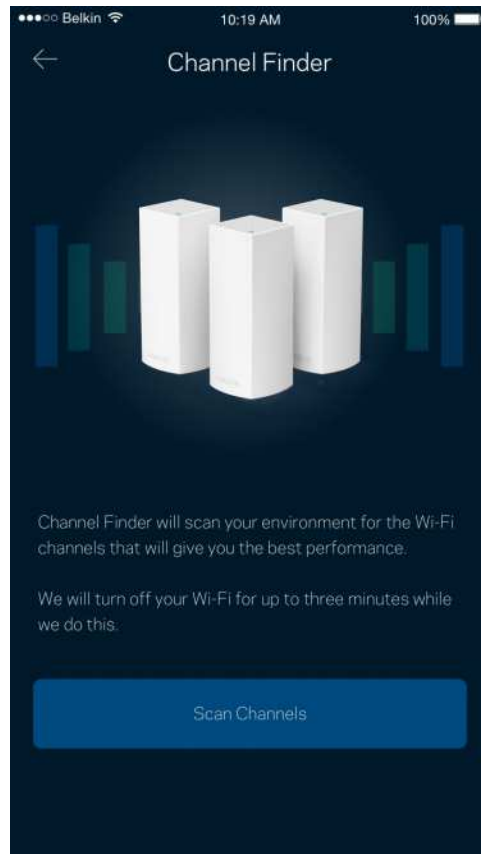 Belkin 10:19 AM 100%
Channel Finder
Channel Finder will scan your environment for the Wi-Fi
channels that will give you the best performance.
We will turn off your Wi-Fi for up to three minutes while
we do this.
Scan Channels